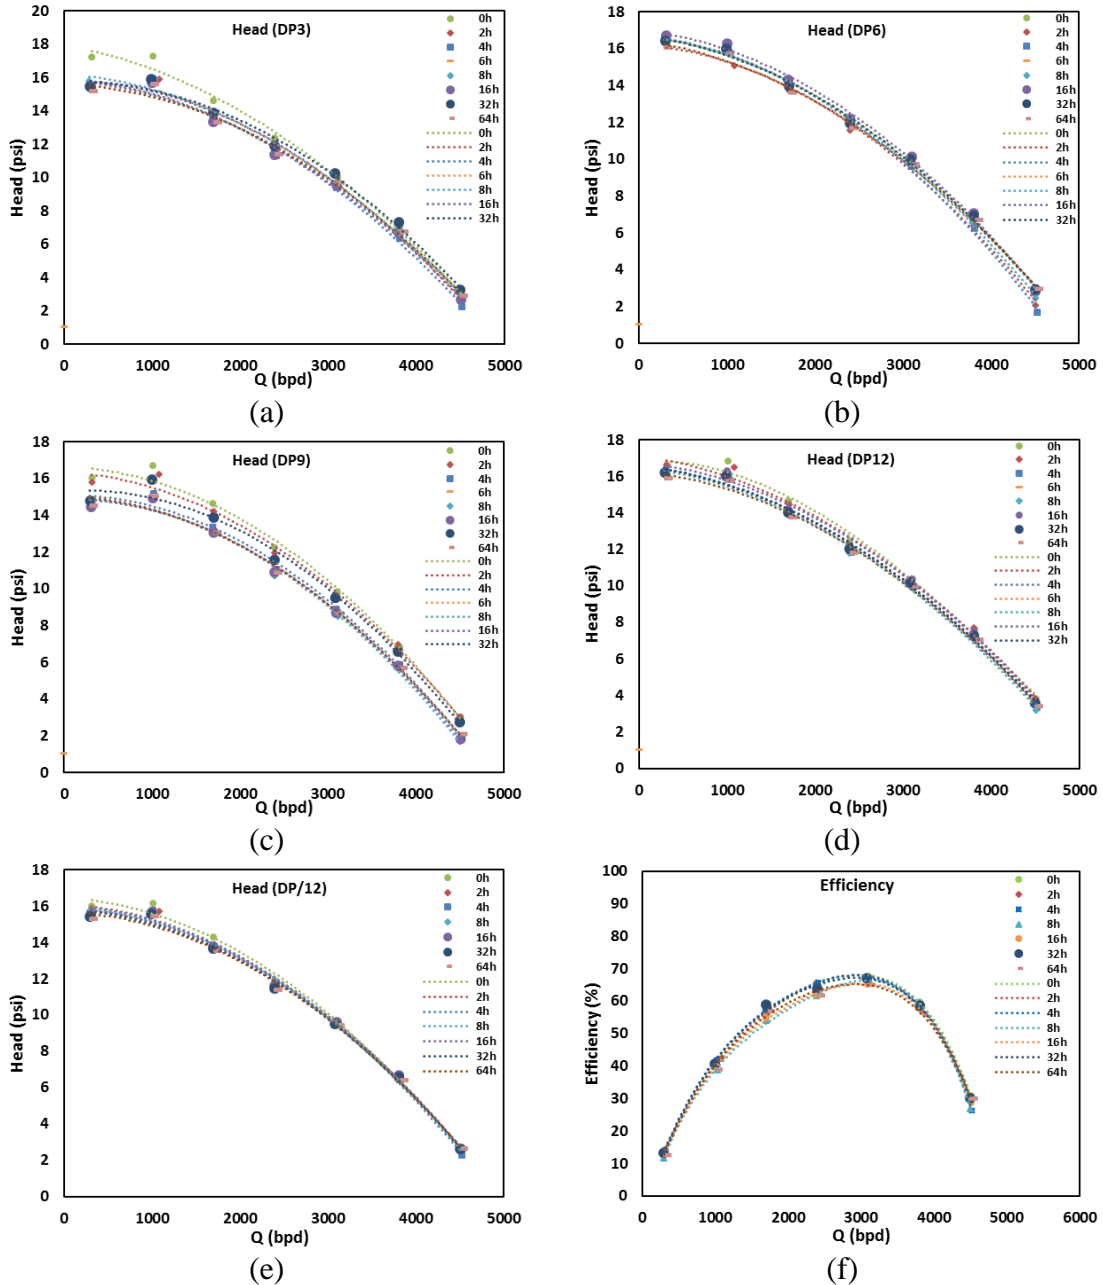 Head (DP3)
20
18
16
14
12
10
8
6
4
2
0
0 1000 2000 3000 4000 5000
Head (psi)
Q (bpd)
0h
2h
4h
6h
8h
16h
32h
64h
0h
2h
4h
6h
8h
16h
32h
(a)
Head (DP6)
18
16
14
12
10
8
6
4
2
0
0 1000 2000 3000 4000 5000
Head (psi)
Q (bpd)
0h
2h
4h
6h
8h
16h
32h
64h
0h
2h
4h
6h
8h
16h
32h
(b)
Head (DP9)
18
16
14
12
10
8
6
4
2
0
0 1000 2000 3000 4000 5000
Head (psi)
Q (bpd)
0h
2h
4h
6h
8h
16h
32h
64h
0h
2h
4h
6h
8h
16h
32h
(c)
Head (DP12)
18
16
14
12
10
8
6
4
2
0
0 1000 2000 3000 4000 5000
Head (psi)
Q (bpd)
0h
2h
4h
6h
8h
16h
32h
64h
0h
2h
4h
6h
8h
16h
32h
(d)
Head (DP/12)
18
16
14
12
10
8
6
4
2
0
0 1000 2000 3000 4000 5000
Head (psi)
Q (bpd)
0h
2h
4h
8h
16h
32h
64h
0h
2h
4h
8h
16h
32h
64h
(e)
Efficiency
100
90
80
70
60
50
40
30
20
10
0
0 1000 2000 3000 4000 5000 6000
Efficiency (%)
Q (bpd)
0h
2h
4h
8h
16h
32h
64h
0h
2h
4h
8h
16h
32h
64h
(f)